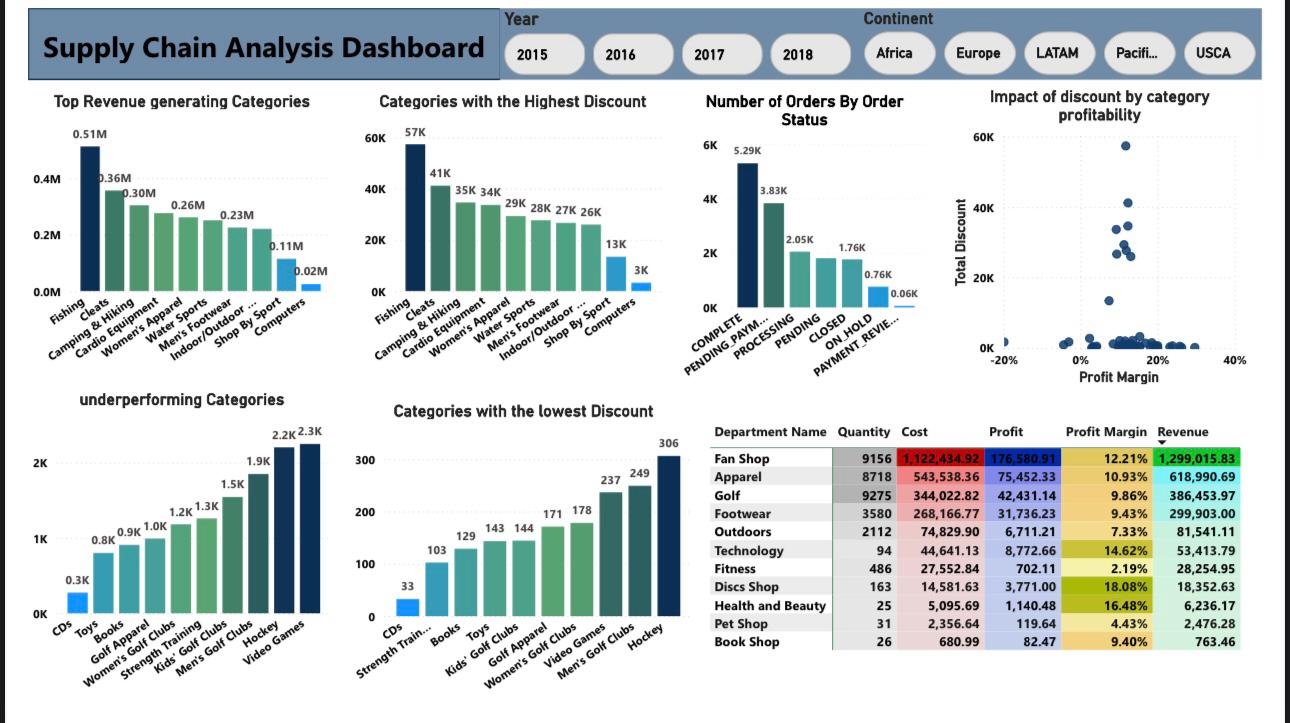 Supply Chain Analysis Dashboard
Year
2015
2016
2017
2018
Continent
Africa
Europe
LATAM
Pacifi...
USCA
Top Revenue generating Categories
0.4M
0.2M
0.0M
0.51M
0.36M
0.30M
0.26M
0.23M
0.11M
0.02M
Fishing
Cleats
Camping & Hiking
Cardio Equipment
Women's Apparel
Water Sports
Men's Footwear
Indoor/Outdoor ...
Shop By Sport
Computers
Categories with the Highest Discount
60K
40K
20K
0K
57K
41K
35K
34K
29K
28K
27K
26K
13K
3K
Fishing
Cleats
Camping & Hiking
Cardio Equipment
Women's Apparel
Water Sports
Men's Footwear
Indoor/Outdoor ...
Shop By Sport
Computers
Number of Orders By Order
Status
6K
4K
2K
0K
5.29K
3.83K
2.05K
1.76K
0.76K
0.06K
COMPLETE
PENDING_PAYM...
PROCESSING
PENDING
CLOSED
ON_HOLD
PAYMENT_REVIE...
Impact of discount by category
profitability
Total Discount
60K
40K
20K
0K
-20%
0%
20%
40%
Profit Margin
underperforming Categories
2K
1K
0K
0.3K
0.8K
0.9K
1.0K
1.2K
1.3K
1.5K
1.9K
2.2K
2.3K
CDs
Toys
Books
Golf Apparel
Women's Golf Clubs
Strength Training
Kids' Golf Clubs
Men's Golf Clubs
Hockey
Video Games
Categories with the lowest Discount
300
200
100
0
33
103
129
143
144
171
178
237
249
306
CDs
Strength Train...
Books
Toys
Kids' Golf Clubs
Golf Apparel
Women's Golf Clubs
Video Games
Men's Golf Clubs
Hockey
Department Name Quantity Cost Profit Profit Margin Revenue
Fan Shop 9156 1,122,434.92 176,580.91 12.21% 1,299,015.83
Apparel 8718 543,538.36 75,452.33 10.93% 618,990.69
Golf 9275 344,022.82 42,431.14 9.86% 386,453.97
Footwear 3580 268,166.77 31,736.23 9.43% 299,903.00
Outdoors 2112 74,829.90 6,711.21 7.33% 81,541.11
Technology 94 44,641.13 8,772.66 14.62% 53,413.79
Fitness 486 27,552.84 702.11 2.19% 28,254.95
Discs Shop 163 14,581.63 3,771.00 18.08% 18,352.63
Health and Beauty 25 5,095.69 1,140.48 16.48% 6,236.17
Pet Shop 31 2,356.64 119.64 4.43% 2,476.28
Book Shop 26 680.99 82.47 9.40% 763.46